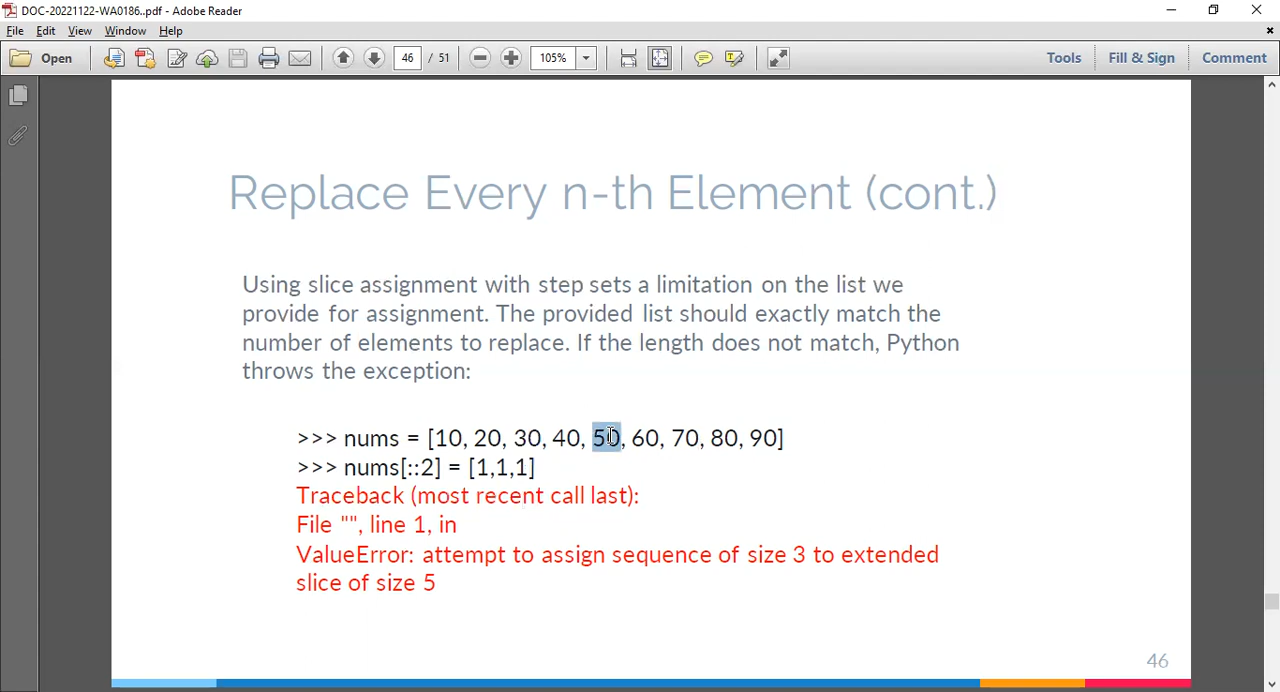 DOC-20221122-WA0186..pdf - Adobe Reader
File Edit View Window Help
Open 46 / 51 105% Tools Fill & Sign Comment
Replace Every n-th Element (cont.)
Using slice assignment with step sets a limitation on the list we
provide for assignment. The provided list should exactly match the
number of elements to replace. If the length does not match, Python
throws the exception:
>>> nums = [10, 20, 30, 40, 50, 60, 70, 80, 90]
>>> nums[::2] = [1,1,1]
Traceback (most recent call last):
File "", line 1, in
ValueError: attempt to assign sequence of size 3 to extended
slice of size 5
46